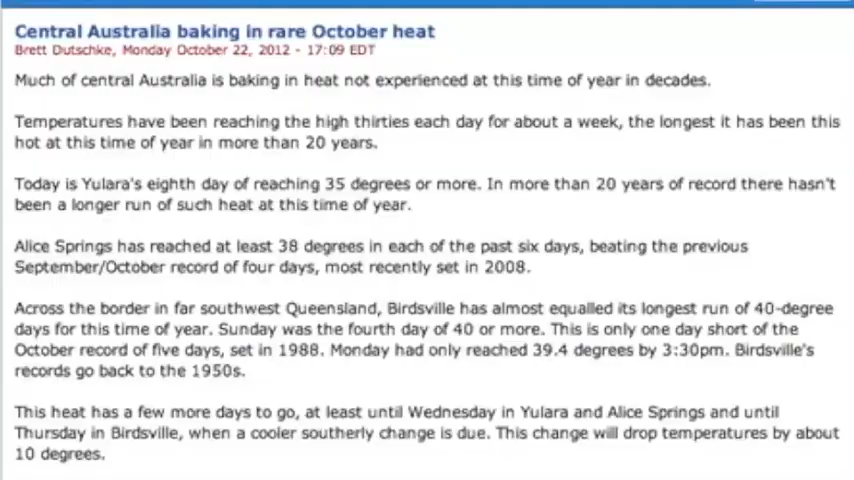 Central Australia baking in rare October heat
Brett Dutschke, Monday October 22, 2012 - 17:09 EDT
Much of central Australia is baking in heat not experienced at this time of year in decades.
Temperatures have been reaching the high thirties each day for about a week, the longest it has been this
hot at this time of year in more than 20 years.
Today is Yulara's eighth day of reaching 35 degrees or more. In more than 20 years of record there hasn't
been a longer run of such heat at this time of year.
Alice Springs has reached at least 38 degrees in each of the past six days, beating the previous
September/October record of four days, most recently set in 2008.
Across the border in far southwest Queensland, Birdsville has almost equalled its longest run of 40-degree
days for this time of year. Sunday was the fourth day of 40 or more. This is only one day short of the
October record of five days, set in 1988. Monday had only reached 39.4 degrees by 3:30pm. Birdsville's
records go back to the 1950s.
This heat has a few more days to go, at least until Wednesday in Yulara and Alice Springs and until
Thursday in Birdsville, when a cooler southerly change is due. This change will drop temperatures by about
10 degrees.